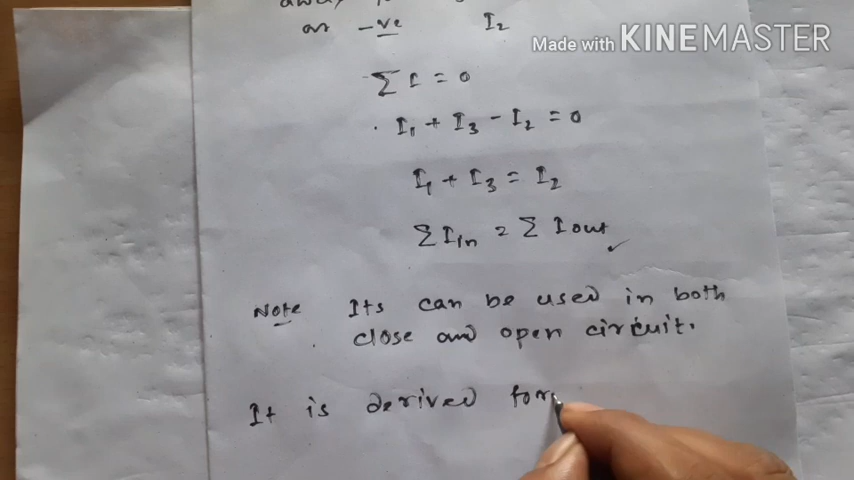 as -ve I₂
Made with KINEMASTER
Σ I = 0
. I₁ + I₃ - I₂ = 0
I₁ + I₃ = I₂
Σ Iin = Σ I out ✓
Note Its can be used in both
close and open circuit.
It is derived for